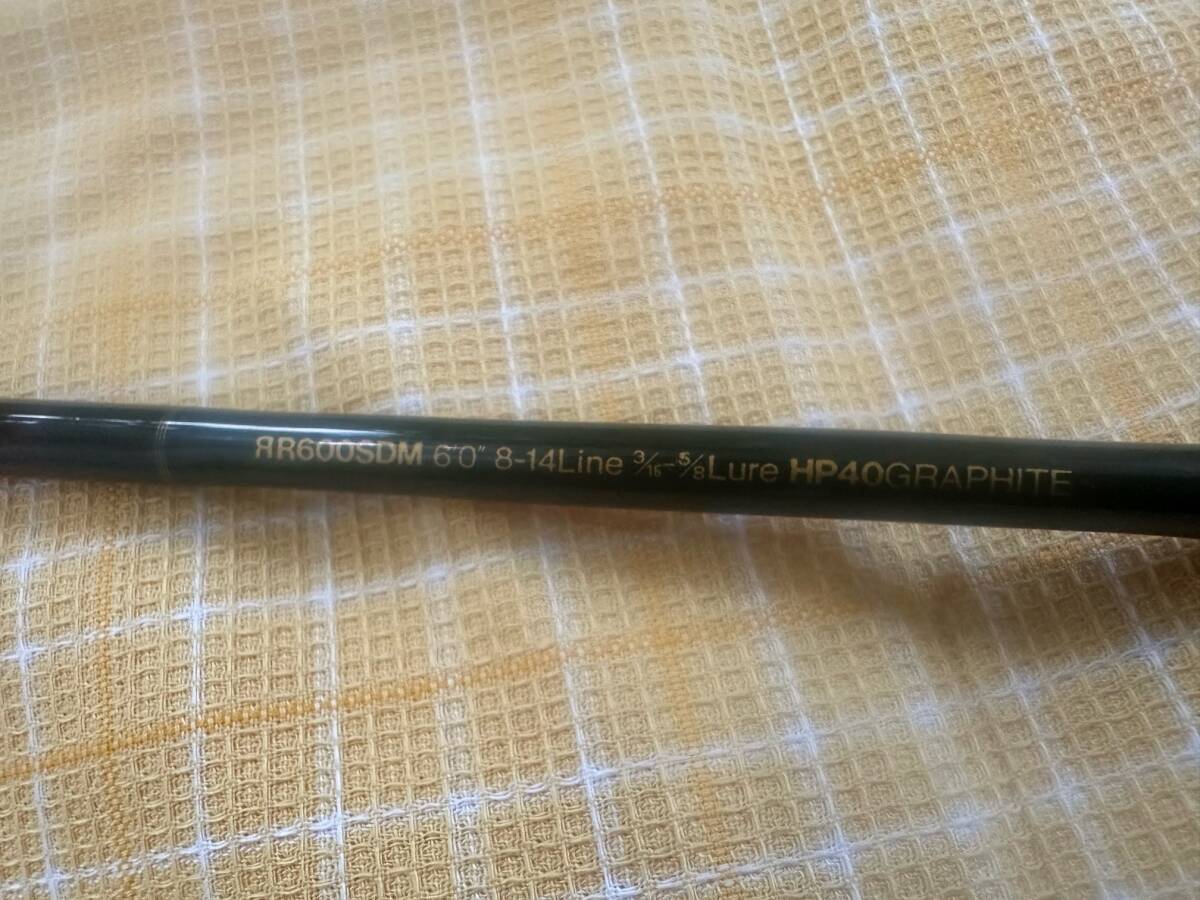 ЯR600SDM 6'0" 8-14Line 3/16-5/8Lure HP40GRAPHITE